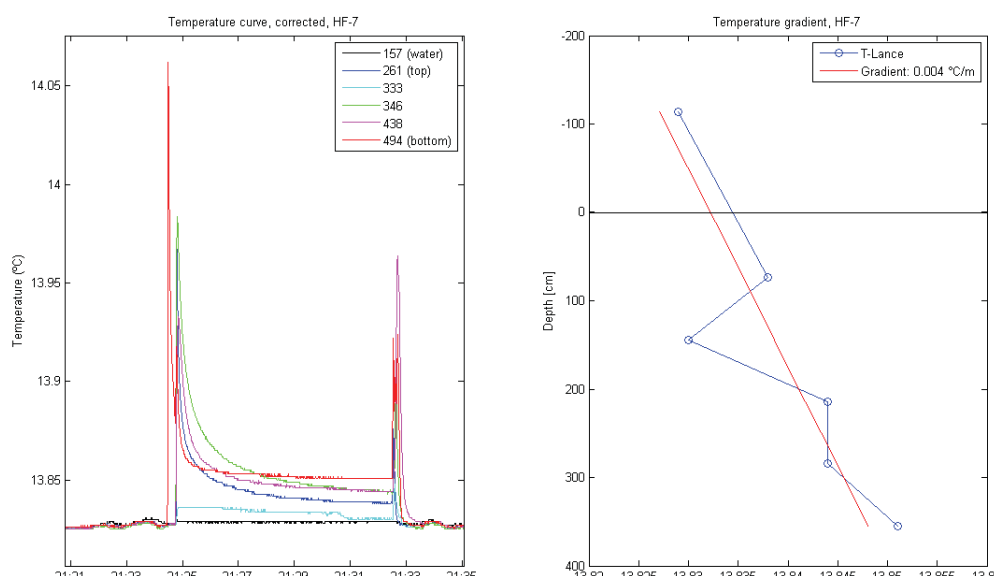 Temperature curve, corrected, HF-7
157 (water)
261 (top)
333
346
438
494 (bottom)
14.05
14
13.95
13.9
13.85
Temperature (ºC)
21:21 21:23 21:25 21:27 21:29 21:31 21:33 21:35
Temperature gradient, HF-7
T-Lance
Gradient: 0.004 °C/m
-200
-100
0
100
200
300
400
Depth [cm]
13.82 13.825 13.83 13.835 13.84 13.845 13.85 13.855